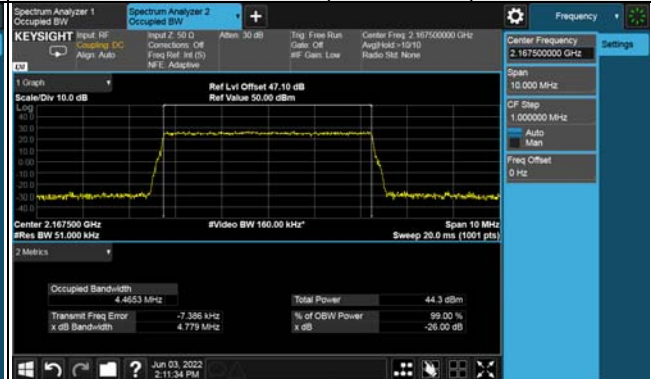 Spectrum Analyzer 1
Occupied BW
Spectrum Analyzer 2
Occupied BW
Frequency
KEYSIGHT
Input: RF
Coupling: DC
Align: Auto
Input Z: 50 Ω
Corrections: Off
Freq Ref: Int (S)
NFE: Adaptive
Atten: 30 dB
Trig: Free Run
Gate: Off
#IF Gain: Low
Center Freq: 2.167500000 GHz
Avg|Hold:>10/10
Radio Std: None
LXI
Center Frequency
2.167500000 GHz
Settings
Span
10.000 MHz
CF Step
1.000000 MHz
Auto
Man
Freq Offset
0 Hz
1 Graph
Scale/Div 10.0 dB
Ref Lvl Offset 47.10 dB
Ref Value 50.00 dBm
Log
40.0
30.0
20.0
10.0
0.00
-10.0
-20.0
-30.0
-40.0
Center 2.167500 GHz
#Res BW 51.000 kHz
#Video BW 160.00 kHz*
Span 10 MHz
Sweep 20.0 ms (1001 pts)
2 Metrics
Occupied Bandwidth
4.4653 MHz
Total Power
44.3 dBm
Transmit Freq Error
-7.386 kHz
% of OBW Power
99.00 %
x dB Bandwidth
4.779 MHz
x dB
-26.00 dB
Jun 03, 2022
2:11:34 PM